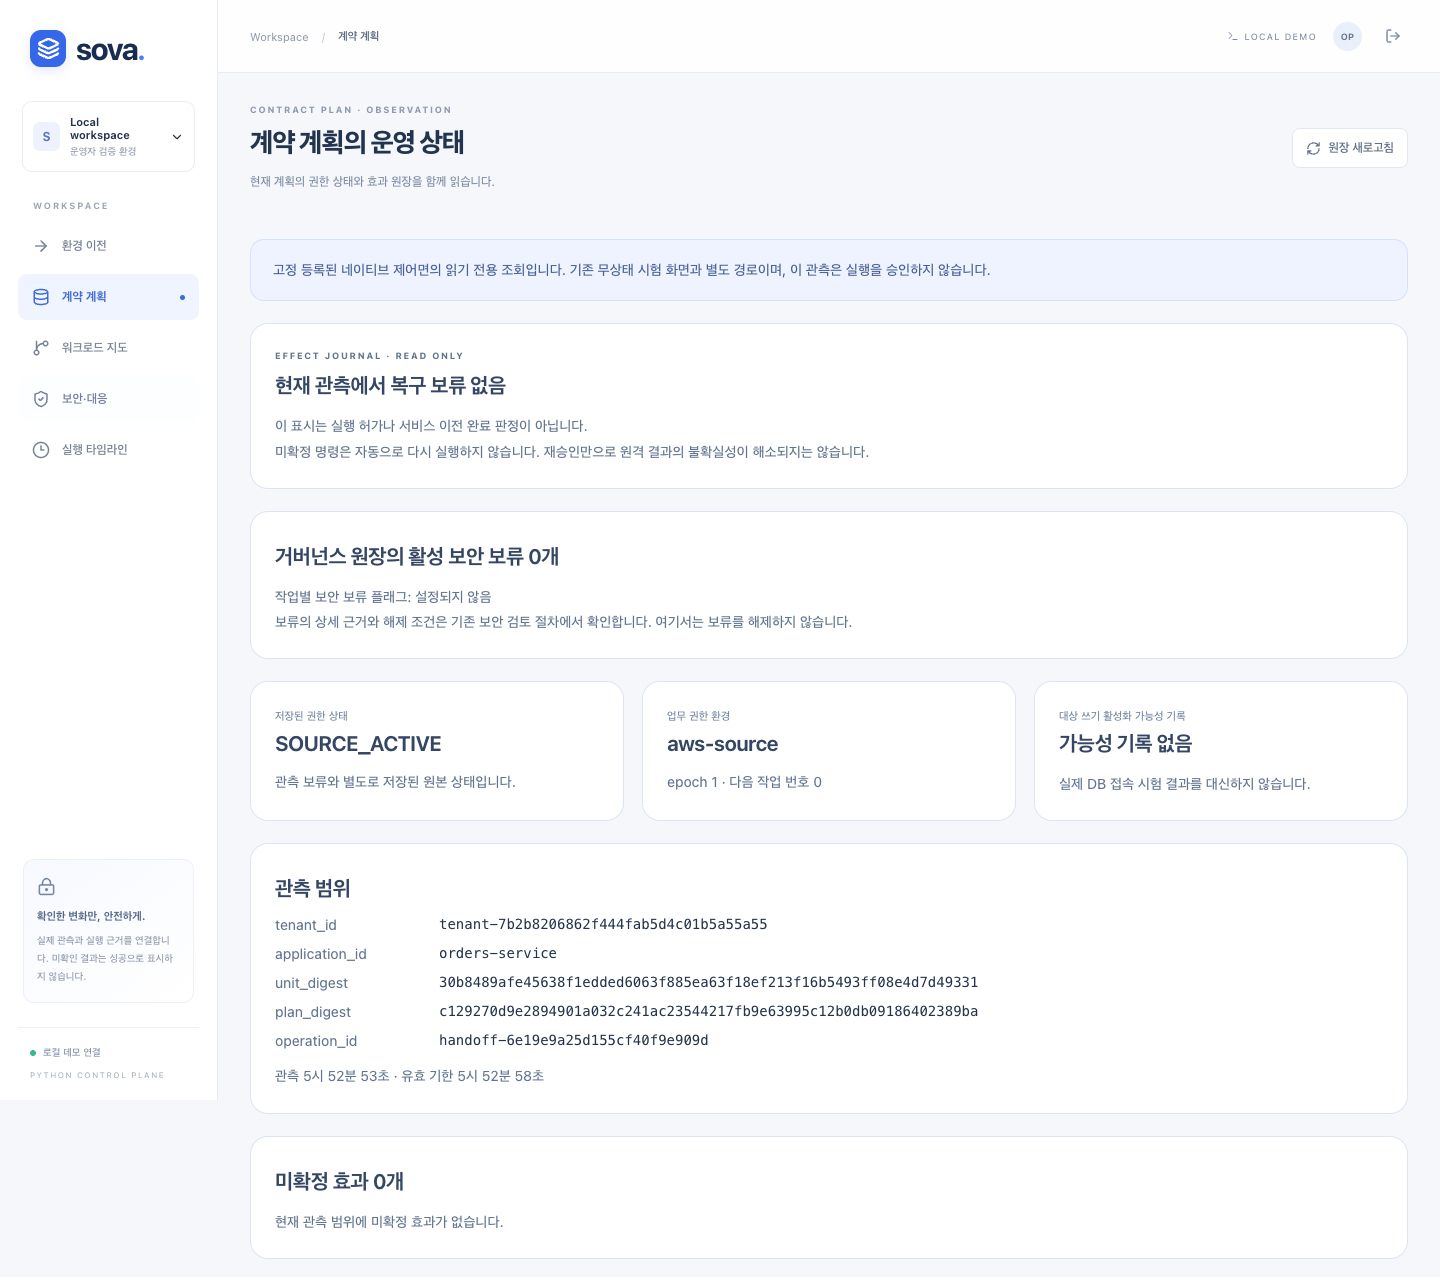 sova.
Local workspace
운영자 검증 환경
WORKSPACE
환경 이전
계약 계획
워크로드 지도
보안·대응
실행 타임라인
확인한 변화만, 안전하게.
실제 관측과 실행 근거를 연결합니
다. 미확인 결과는 성공으로 표시하
지 않습니다.
로컬 데모 연결
PYTHON CONTROL PLANE
Workspace / 계약 계획
LOCAL DEMO
OP
CONTRACT PLAN · OBSERVATION
계약 계획의 운영 상태
현재 계획의 권한 상태와 효과 원장을 함께 읽습니다.
원장 새로고침
고정 등록된 네이티브 제어면의 읽기 전용 조회입니다. 기존 무상태 시험 화면과 별도 경로이며, 이 관측은 실행을 승인하지 않습니다.
EFFECT JOURNAL · READ ONLY
현재 관측에서 복구 보류 없음
이 표시는 실행 허가나 서비스 이전 완료 판정이 아닙니다.
미확정 명령은 자동으로 다시 실행하지 않습니다. 재승인만으로 원격 결과의 불확실성이 해소되지는 않습니다.
거버넌스 원장의 활성 보안 보류 0개
작업별 보안 보류 플래그: 설정되지 않음
보류의 상세 근거와 해제 조건은 기존 보안 검토 절차에서 확인합니다. 여기서는 보류를 해제하지 않습니다.
저장된 권한 상태
SOURCE_ACTIVE
관측 보류와 별도로 저장된 원본 상태입니다.
업무 권한 환경
aws-source
epoch 1 · 다음 작업 번호 0
대상 쓰기 활성화 가능성 기록
가능성 기록 없음
실제 DB 접속 시험 결과를 대신하지 않습니다.
관측 범위
tenant_id tenant-7b2b8206862f444fab5d4c01b5a55a55
application_id orders-service
unit_digest 30b8489afe45638f1edded6063f885ea63f18ef213f16b5493ff08e4d7d49331
plan_digest c129270d9e2894901a032c241ac23544217fb9e63995c12b0db09186402389ba
operation_id handoff-6e19e9a25d155cf40f9e909d
관측 5시 52분 53초 · 유효 기한 5시 52분 58초
미확정 효과 0개
현재 관측 범위에 미확정 효과가 없습니다.